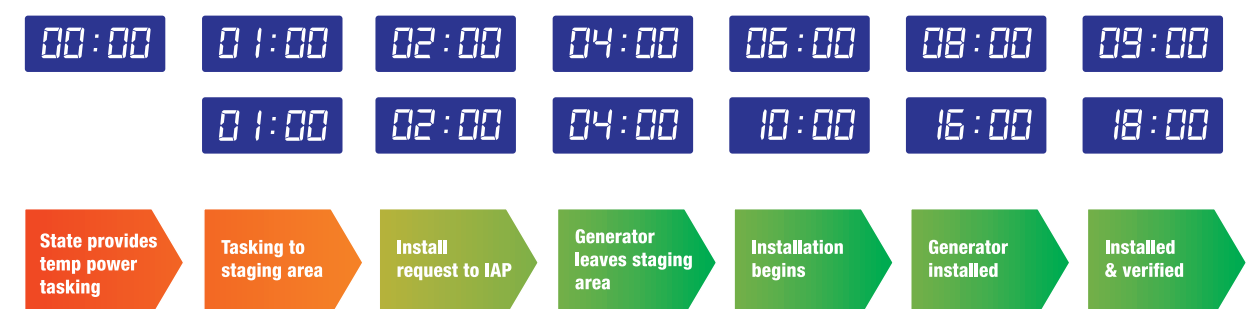 00:00 01:00 02:00 04:00 06:00 08:00 09:00
01:00 02:00 04:00 10:00 16:00 18:00
State provides
temp power
tasking
Tasking to
staging area
Install
request to IAP
Generator
leaves staging
area
Installation
begins
Generator
installed
Installed
& verified